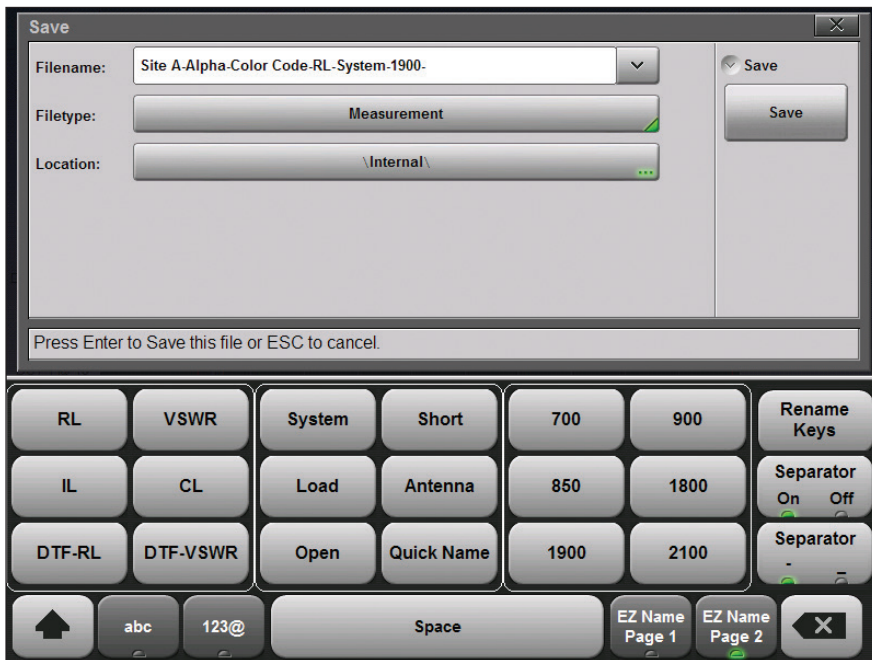 Save
Filename: Site A-Alpha-Color Code-RL-System-1900-
Save
Filetype: Measurement
Save
Location: \Internal\
Press Enter to Save this file or ESC to cancel.
RL VSWR System Short 700 900 Rename Keys
IL CL Load Antenna 850 1800 Separator On Off
DTF-RL DTF-VSWR Open Quick Name 1900 2100 Separator - _
abc 123@ Space EZ Name Page 1 EZ Name Page 2